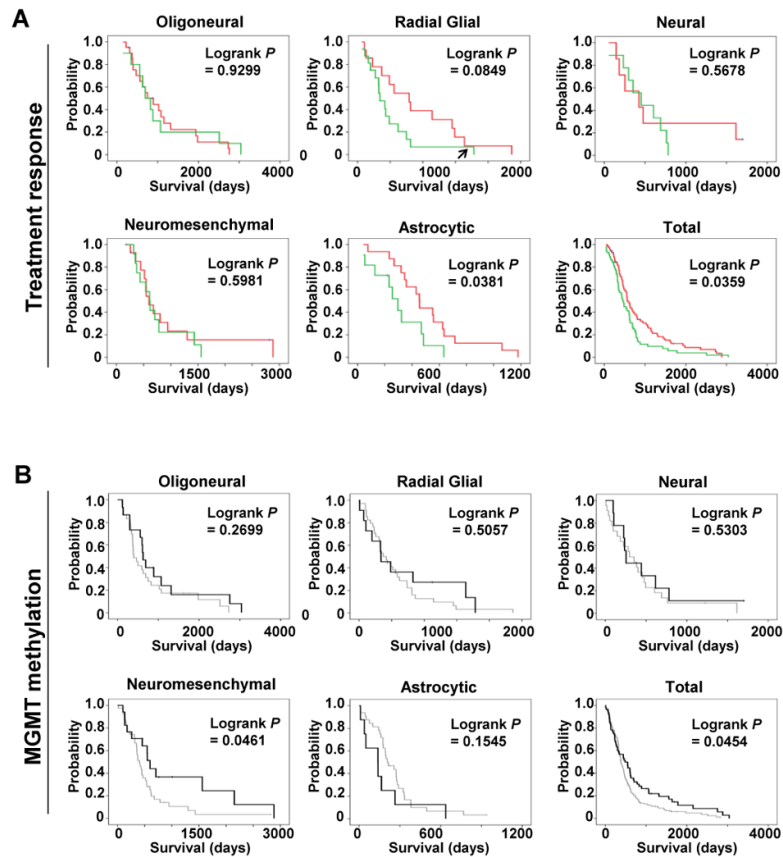 A
Treatment response
Oligoneural
Probability
1.0
0.8
0.6
0.4
0.2
0
Logrank P
= 0.9299
0 2000 4000
Survival (days)
Radial Glial
Probability
1.0
0.8
0.6
0.4
0.2
0
0
Logrank P
= 0.0849
0 1000 2000
Survival (days)
Neural
Probability
1.0
0.8
0.6
0.4
0.2
0
Logrank P
= 0.5678
0 1000 2000
Survival (days)
Neuromesenchymal
Probability
1.0
0.8
0.6
0.4
0.2
0
Logrank P
= 0.5981
0 1500 3000
Survival (days)
Astrocytic
Probability
1.0
0.8
0.6
0.4
0.2
0
Logrank P
= 0.0381
0 600 1200
Survival (days)
Total
Probability
1.0
0.8
0.6
0.4
0.2
0
Logrank P
= 0.0359
0 2000 4000
Survival (days)
B
MGMT methylation
Oligoneural
Probability
1.0
0.8
0.6
0.4
0.2
0
Logrank P
= 0.2699
0 2000 4000
Survival (days)
Radial Glial
Probability
1.0
0.8
0.6
0.4
0.2
0
0
Logrank P
= 0.5057
0 1000 2000
Survival (days)
Neural
Probability
1.0
0.8
0.6
0.4
0.2
0
Logrank P
= 0.5303
0 1000 2000
Survival (days)
Neuromesenchymal
Probability
1.0
0.8
0.6
0.4
0.2
0
Logrank P
= 0.0461
0 1500 3000
Survival (days)
Astrocytic
Probability
1.0
0.8
0.6
0.4
0.2
0
Logrank P
= 0.1545
0 600 1200
Survival (days)
Total
Probability
1.0
0.8
0.6
0.4
0.2
0
Logrank P
= 0.0454
0 2000 4000
Survival (days)